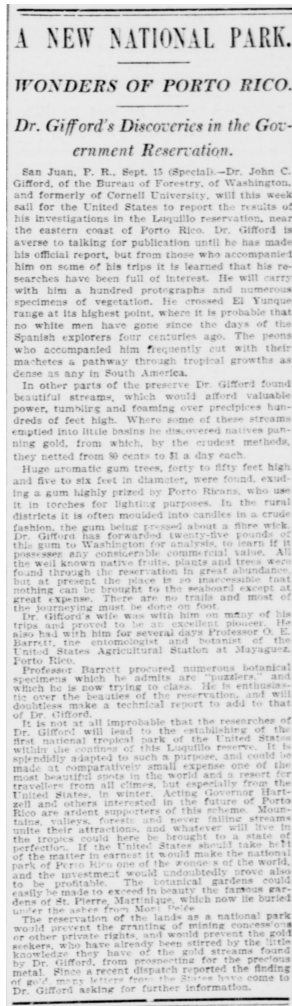 A NEW NATIONAL PARK.
WONDERS OF PORTO RICO.
Dr. Gifford's Discoveries in the Gov-
ernment Reservation.
San Juan, P. R., Sept. 15 (Special).—Dr. John C.
Gifford, of the Bureau of Forestry, of Washington,
and formerly of Cornell University, will this week
sail for the United States to report the results of
his investigations in the Luquillo reservation, near
the eastern coast of Porto Rico. Dr. Gifford is
averse to talking for publication until he has made
his official report, but from those who accompanied
him on some of his trips it is learned that his re-
searches have been full of interest. He will carry
with him a hundred protographs and numerous
specimens of vegetation. He crossed El Yunque
range at its highest point, where it is probable that
no white men have gone since the days of the
Spanish explorers four centuries ago. The peons
who accompanied him frequently cut with their
machetes a pathway through tropical growths as
dense as any in South America.
In other parts of the preserve Dr. Gifford found
beautiful streams, which would afford valuable
power, tumbling and foaming over precipices hun-
dreds of feet high. Where some of these streams
emptied into little basins he discovered natives pan-
ning gold, from which, by the crudest methods,
they netted from 80 cents to $1 a day each.
Huge aromatic gum trees, forty to fifty feet high
and five to six feet in diameter, were found, exud-
ing a gum highly prized by Porto Ricans, who use
it in torches for lighting purposes. In the rural
districts it is often moulded into candles in a crude
fashion, the gum being pressed about a fibre wick.
Dr. Gifford has forwarded twenty-five pounds of
this gum to Washington for analysis, to learn if it
possesser any considerable commercial value. All
the well known native fruits, plants and trees were
found through the reservation in great abundance,
but at present the place is so inaccessible that
nothing can be brought to the seaboard except at
great expense. There are no trails and most of
the journeying must be done on foot.
Dr. Gifford's wife was with him on many of his
trips and proved to be an excellent pioneer. He
also had with him for several days Professor O. E.
Barrett, the entomologist and botanist of the
United States Agricultural Station at Mayaguez,
Porto Rico.
Professor Barrett procured numerous botanical
specimens which he admits are "puzzlers," and
which he is now trying to class. He is enthusias-
tic over the beauties of the reservation, and will
doubtless make a technical report to add to that
of Dr. Gifford.
It is not at all improbable that the researches of
Dr. Gifford will lead to the establishing of the
first national tropical park of the United States
within the confines of this Luquillo reserve. It is
splendidly adapted to such a purpose, and could be
made at comparatively small expense one of the
most beautiful spots in the world and a resort for
travellers from all climes, but especially from the
United States, in winter. Acting Governor Hart-
zell and others interested in the future of Porto
Rico are ardent supporters of this scheme. Moun-
tains, valleys, forests and never failing streams
unite their attractions, and whatever will live in
the tropics could here be brought to a state of
perfection. If the United States should take hold
of the matter in earnest it would make the national
park of Porto Rico one of the wonders of the world,
and the investment would undoubtedly prove also
to be profitable. The botanical gardens could
easily be made to exceed in beauty the famous gar-
dens of St. Pierre, Martinique, which now lie buried
under the ashes from Mont Pelée.
The reservation of the lands as a national park
would prevent the granting of mining concessions
or other private rights, and would prevent the gold
seekers, who have already been stirred by the little
knowledge they have of the gold streams found
by Dr. Gifford, from prospecting for the precious
metal. Since a recent dispatch reported the finding
of gold many letters from the States have come to
Dr Gifford asking for further information.